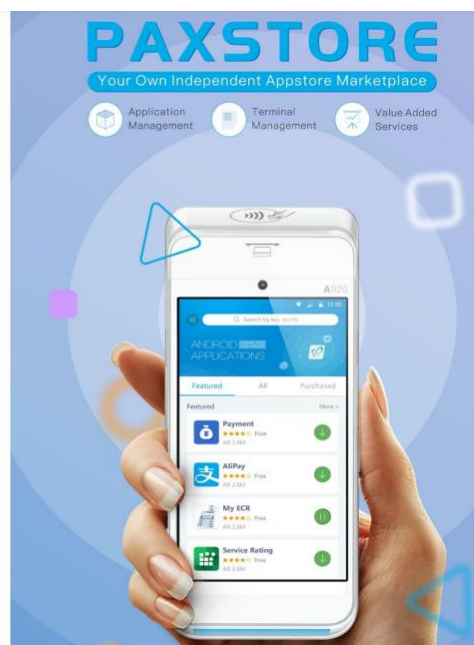 PAXSTORE
Your Own Independent Appstore Marketplace
Application
Management
Terminal
Management
Value Added
Services
A920
Search by key words
ANDROID
APPLICATIONS
Featured All Purchased
Featured More
Payment
Free
AliPay
支
Free
My ECR
Free
Service Rating
Free